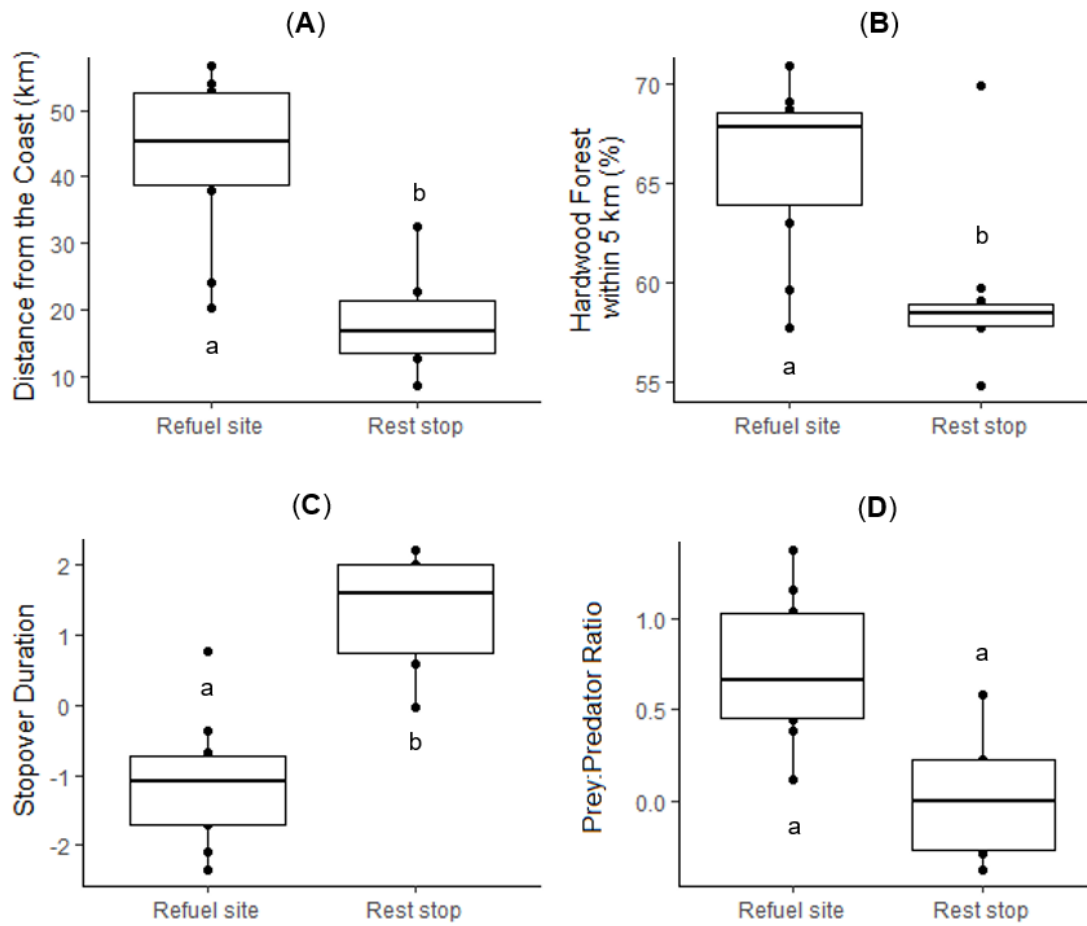 (A)
Distance from the Coast (km)
50
40
30
20
10
a
b
Refuel site
Rest stop
(B)
Hardwood Forest
within 5 km (%)
70
65
60
55
a
b
Refuel site
Rest stop
(C)
Stopover Duration
2
1
0
-1
-2
a
b
Refuel site
Rest stop
(D)
Prey:Predator Ratio
1.0
0.5
0.0
a
a
Refuel site
Rest stop